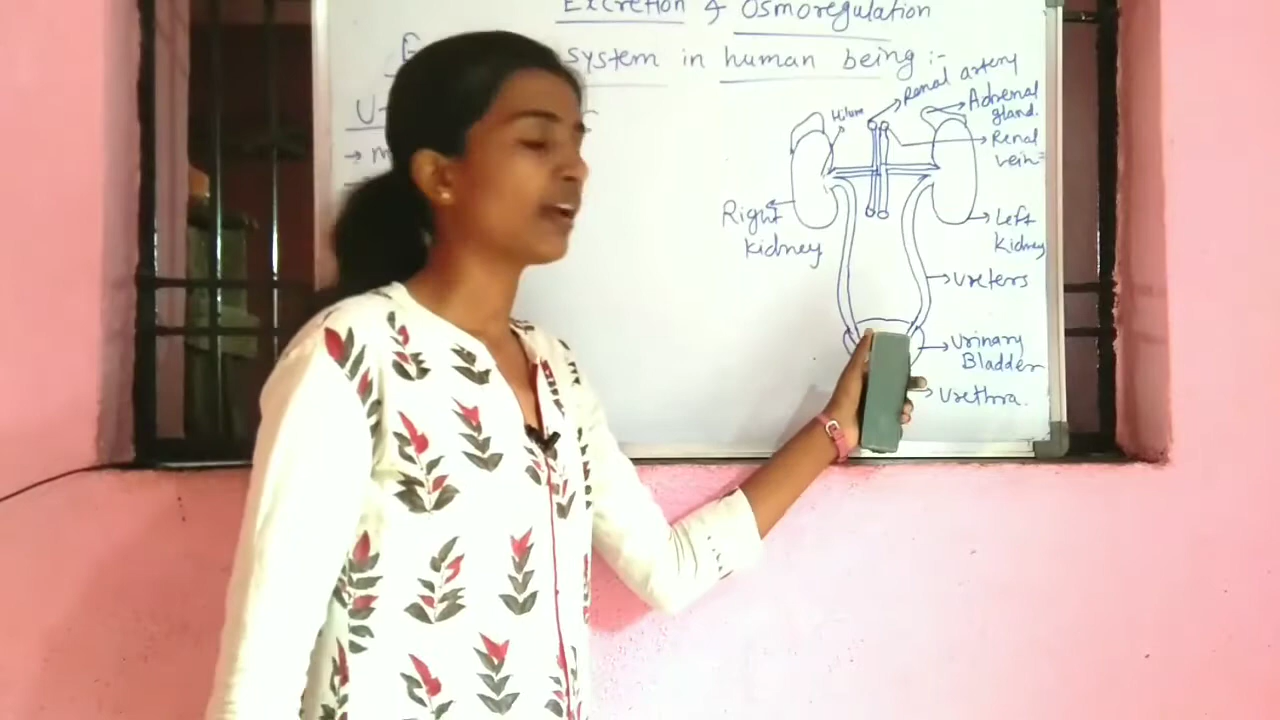 Excretion & Osmoregulation
E system in human being :-
U-
→ m
Renal artery
Adrenal
gland.
Hilum
Renal
vein
Right
kidney
Left
Kidney
Ureters
Urinary
Bladder
Urethra.